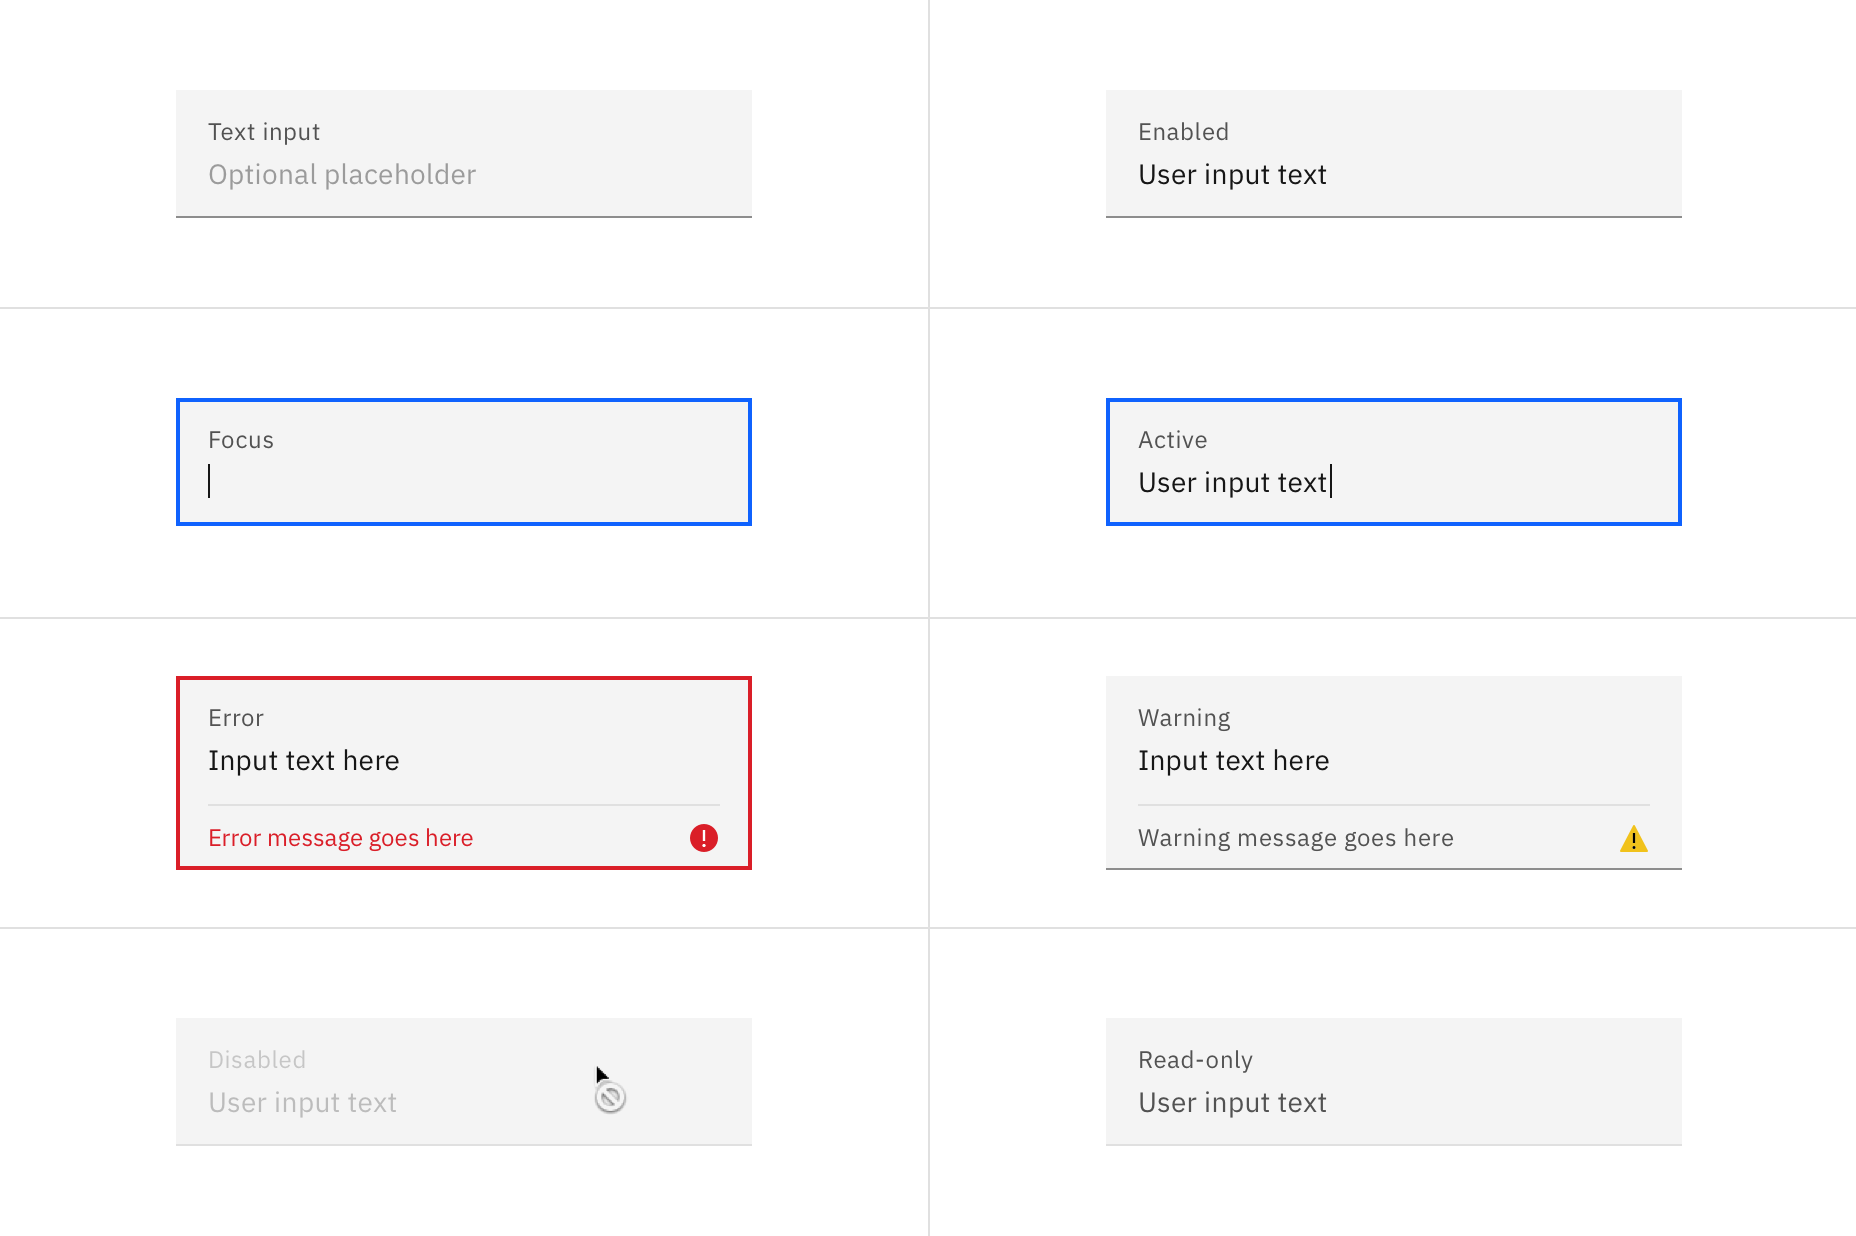 Text input
Optional placeholder
Enabled
User input text
Focus
Active
User input text
Error
Input text here
Error message goes here
Warning
Input text here
Warning message goes here
Disabled
User input text
Read-only
User input text